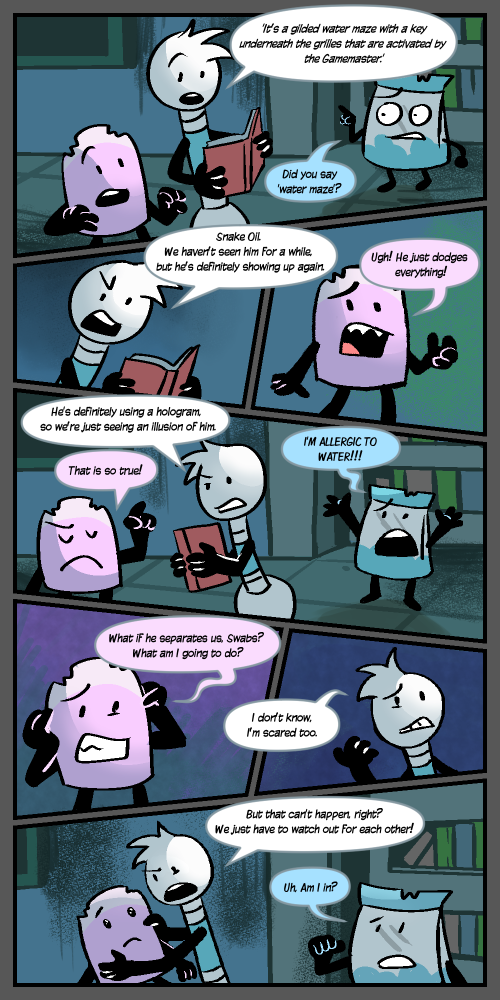 'It's a gilded water maze with a key
underneath the grilles that are activated by
the Gamemaster.'
Did you say
'water maze'?
Snake Oil.
We haven't seen him for a while,
but he's definitely showing up again.
Ugh! He just dodges
everything!
He's definitely using a hologram,
so we're just seeing an illusion of him.
That is so true!
I'M ALLERGIC TO
WATER!!!
What if he separates us, Swabs?
What am I going to do?
I don't know.
I'm scared too.
But that can't happen, right?
We just have to watch out for each other!
Uh, Am I in?